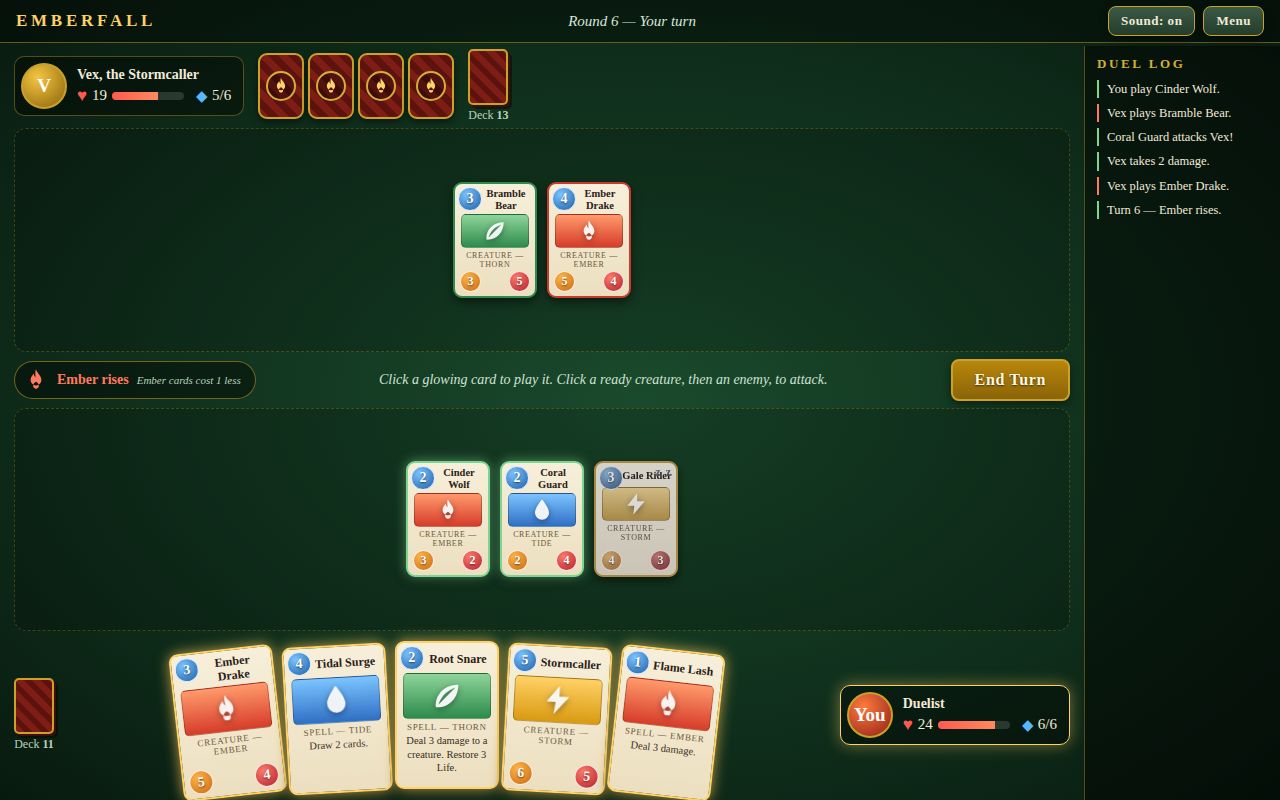 EMBERFALL
Round 6 — Your turn
Sound: on
Menu
V
Vex, the Stormcaller
♥ 19
◆ 5/6
Deck 13
DUEL LOG
You play Cinder Wolf.
Vex plays Bramble Bear.
Coral Guard attacks Vex!
Vex takes 2 damage.
Vex plays Ember Drake.
Turn 6 — Ember rises.
3
Bramble
Bear
CREATURE —
THORN
3
5
4
Ember
Drake
CREATURE —
EMBER
5
4
Ember rises Ember cards cost 1 less
Click a glowing card to play it. Click a ready creature, then an enemy, to attack.
End Turn
2
Cinder
Wolf
CREATURE —
EMBER
3
2
2
Coral
Guard
CREATURE —
TIDE
2
4
3
Gale Rider
CREATURE —
STORM
4
3
Deck 11
3
Ember
Drake
CREATURE —
EMBER
5
4
4
Tidal Surge
SPELL — TIDE
Draw 2 cards.
2
Root Snare
SPELL — THORN
Deal 3 damage to a
creature. Restore 3
Life.
5
Stormcaller
CREATURE —
STORM
6
5
1
Flame Lash
SPELL — EMBER
Deal 3 damage.
You
Duelist
♥ 24
◆ 6/6